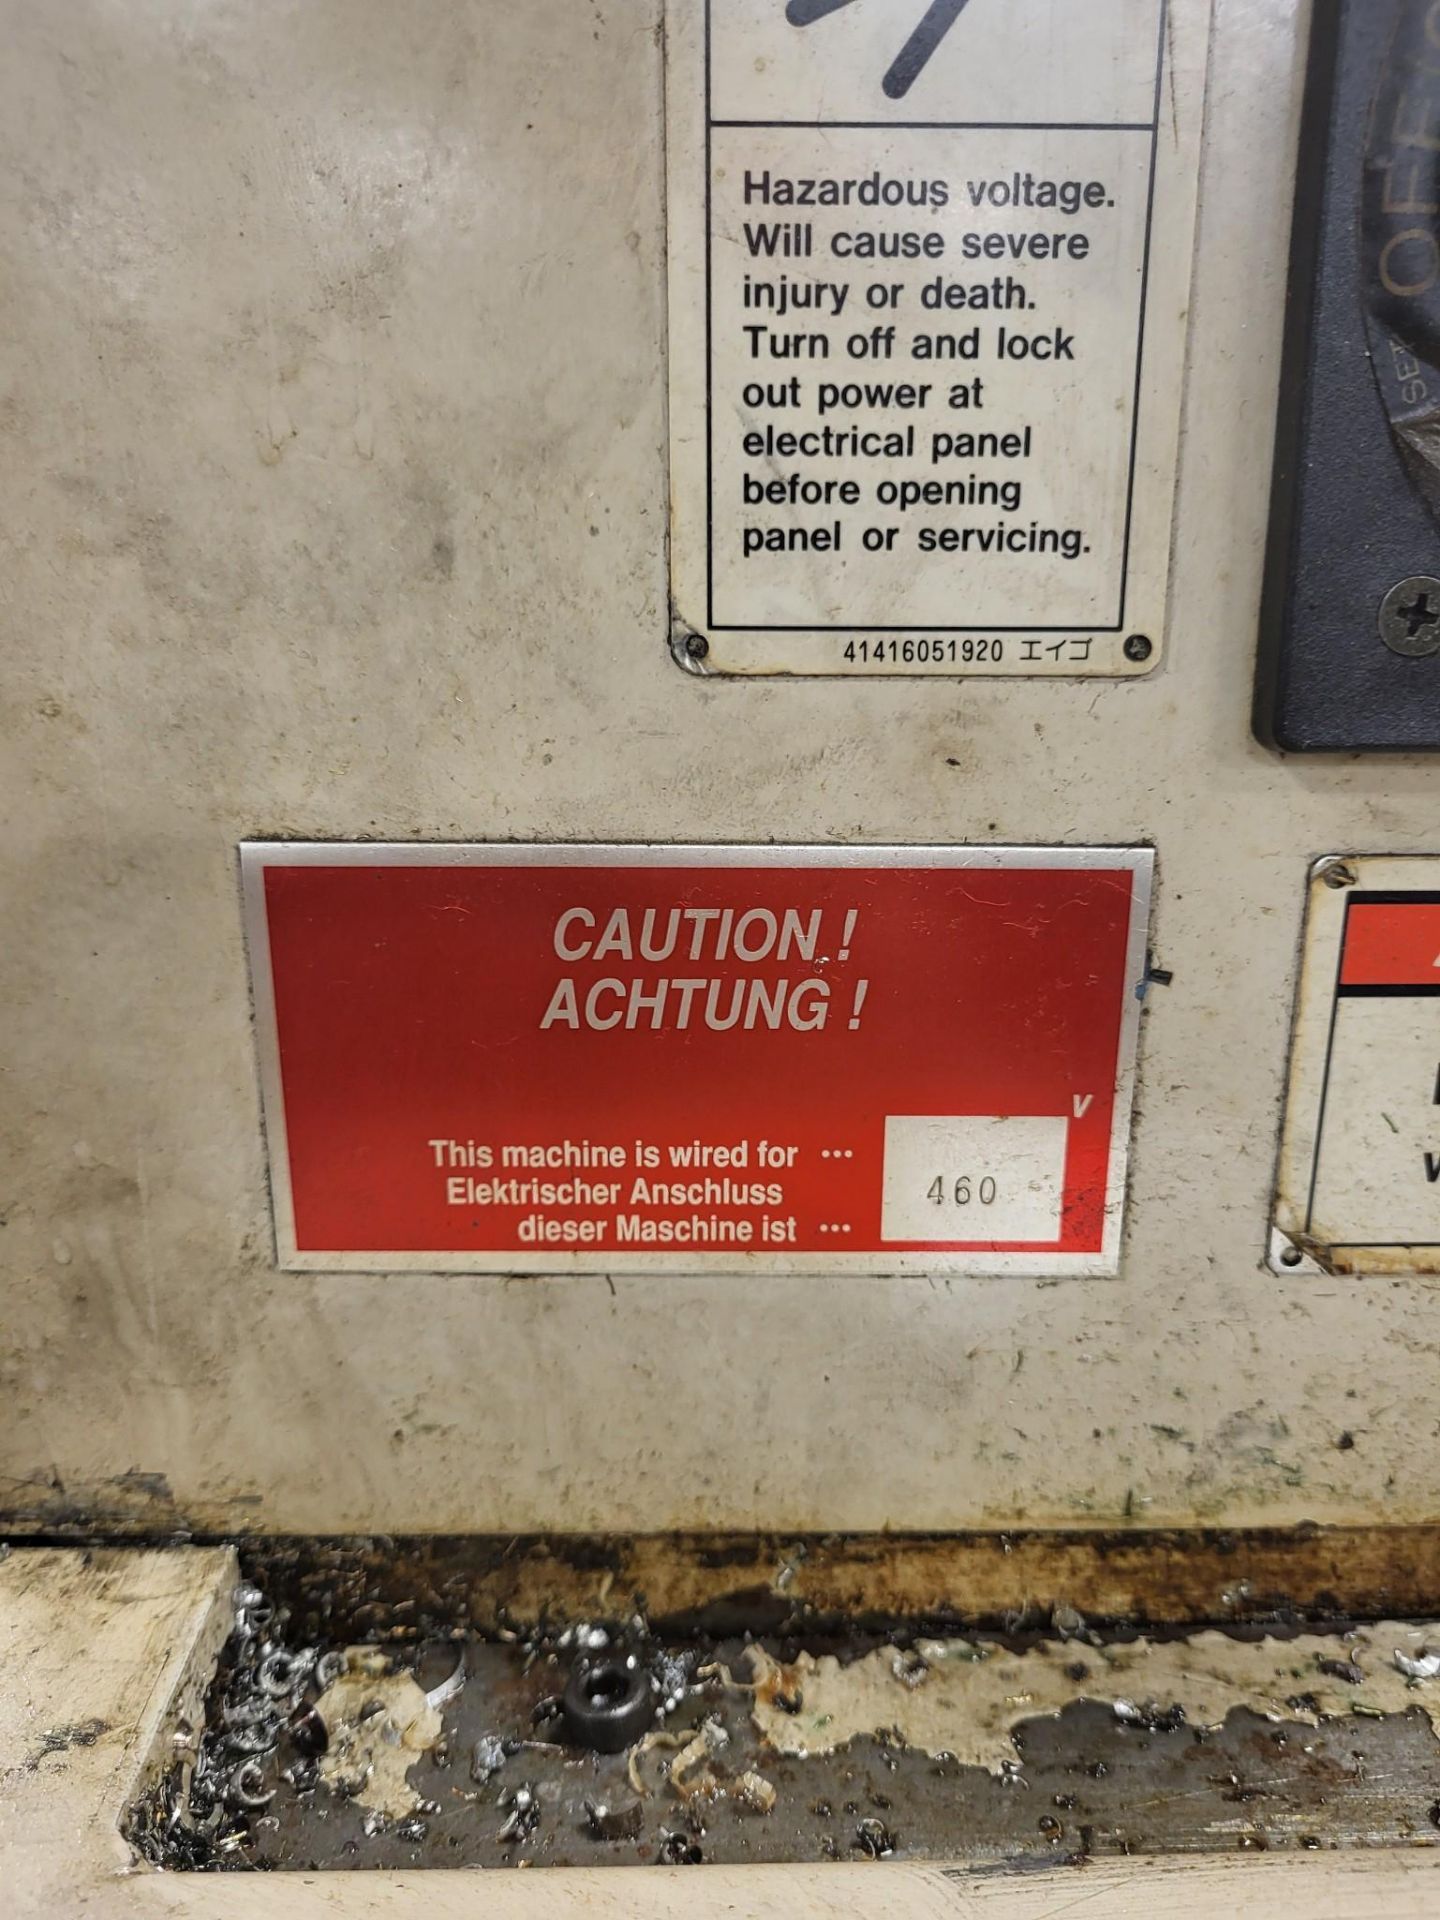 Hazardous voltage.
Will cause severe
injury or death.
Turn off and lock
out power at
electrical panel
before opening
panel or servicing.
41416051920 エイゴ
CAUTION !
ACHTUNG !
V
This machine is wired for ...
Elektrischer Anschluss
dieser Maschine ist ...
460